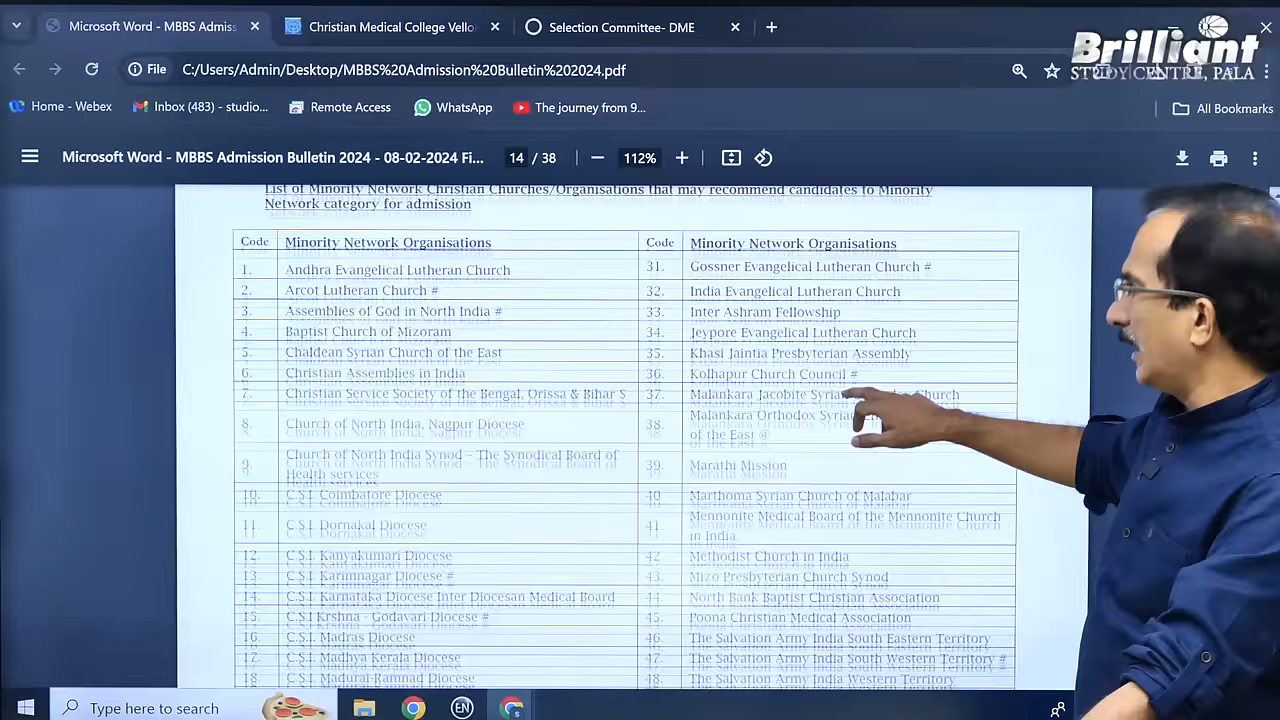 Microsoft Word - MBBS Admiss
Christian Medical College Vello
Selection Committee- DME
Brilliant
STUDY CENTRE, PALA
File
C:/Users/Admin/Desktop/MBBS%20Admission%20Bulletin%202024.pdf
Home - Webex
Inbox (483) - studio...
Remote Access
WhatsApp
The journey from 9...
All Bookmarks
Microsoft Word - MBBS Admission Bulletin 2024 - 08-02-2024 Fi...
14 / 38
112%
List of Minority Network Christian Churches/Organisations that may recommend candidates to Minority
Network category for admission
Code Minority Network Organisations Code Minority Network Organisations
1. Andhra Evangelical Lutheran Church 31. Gossner Evangelical Lutheran Church #
2. Arcot Lutheran Church # 32. India Evangelical Lutheran Church
3. Assemblies of God in North India # 33. Inter Ashram Fellowship
4. Baptist Church of Mizoram 34. Jeypore Evangelical Lutheran Church
5. Chaldean Syrian Church of the East 35. Khasi Jaintia Presbyterian Assembly
6. Christian Assemblies in India 36. Kolhapur Church Council #
7. Christian Service Society of the Bengal, Orissa & Bihar $ 37. Malankara Jacobite Syrian Church
8. Church of North India, Nagpur Diocese 38. Malankara Orthodox Syrian
of the East @
9. Church of North India Synod – The Synodical Board of
Health services 39. Marathi Mission
10. C.S.I. Coimbatore Diocese 40 Marthoma Syrian Church of Malabar
11. C.S.I. Dornakal Diocese 41. Mennonite Medical Board of the Mennonite Church
in India.
12. C.S.I. Kanyakumari Diocese 42 Methodist Church in India
13. C.S.I. Karimnagar Diocese # 43. Mizo Presbyterian Church Synod
14. C.S.I. Karnataka Diocese Inter Diocesan Medical Board 44. North Bank Baptist Christian Association
15. C.S.I Krshna - Godavari Diocese # 45. Poona Christian Medical Association
16. C.S.I. Madras Diocese 46. The Salvation Army India South Eastern Territory
17. C.S.I. Madhya Kerala Diocese 47. The Salvation Army India South Western Territory #
18 C.S.I. Madurai-Ramnad Diocese 48. The Salvation Army India Western Territory
Type here to search
EN